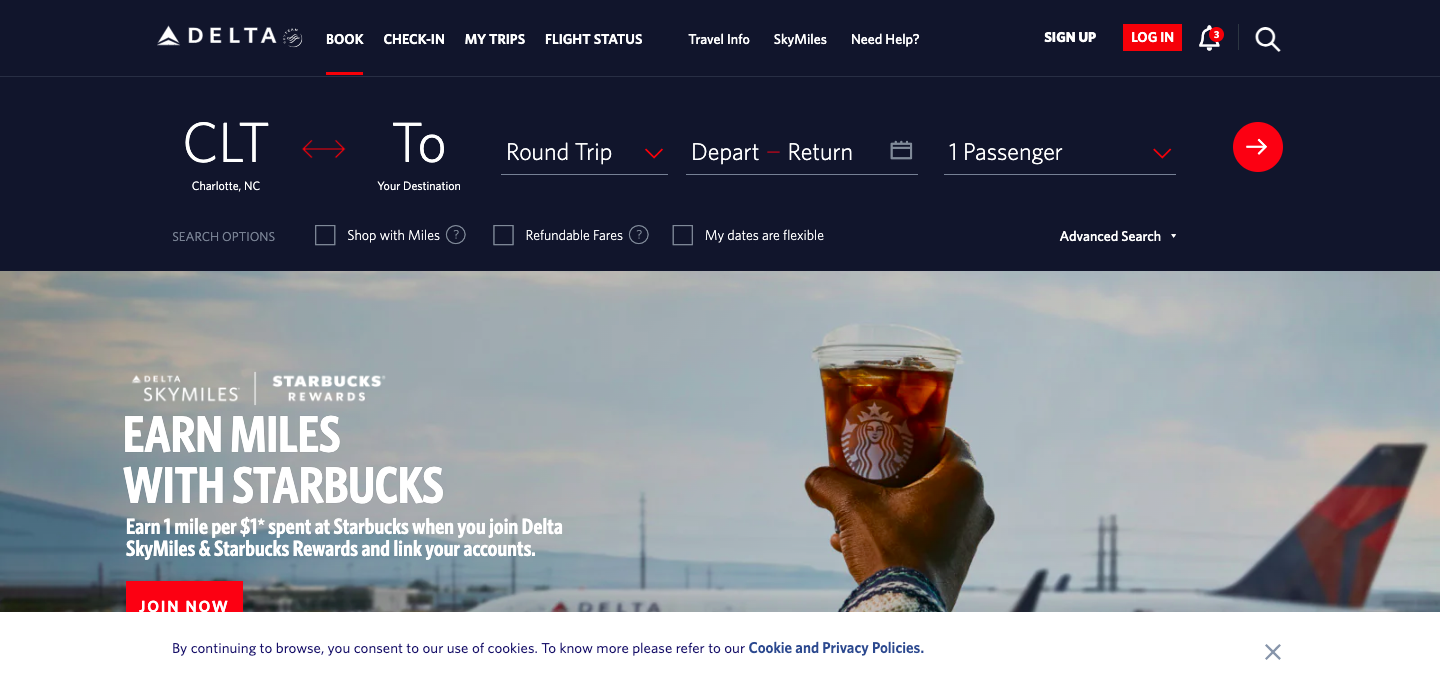 DELTA
BOOK CHECK-IN MY TRIPS FLIGHT STATUS Travel Info SkyMiles Need Help? SIGN UP LOG IN 3
CLT To Round Trip Depart – Return 1 Passenger
Charlotte, NC Your Destination
SEARCH OPTIONS Shop with Miles ? Refundable Fares ? My dates are flexible Advanced Search
DELTA
SKYMILES
STARBUCKS®
REWARDS
EARN MILES
WITH STARBUCKS
Earn 1 mile per $1* spent at Starbucks when you join Delta
SkyMiles & Starbucks Rewards and link your accounts.
JOIN NOW
DELTA
By continuing to browse, you consent to our use of cookies. To know more please refer to our Cookie and Privacy Policies.